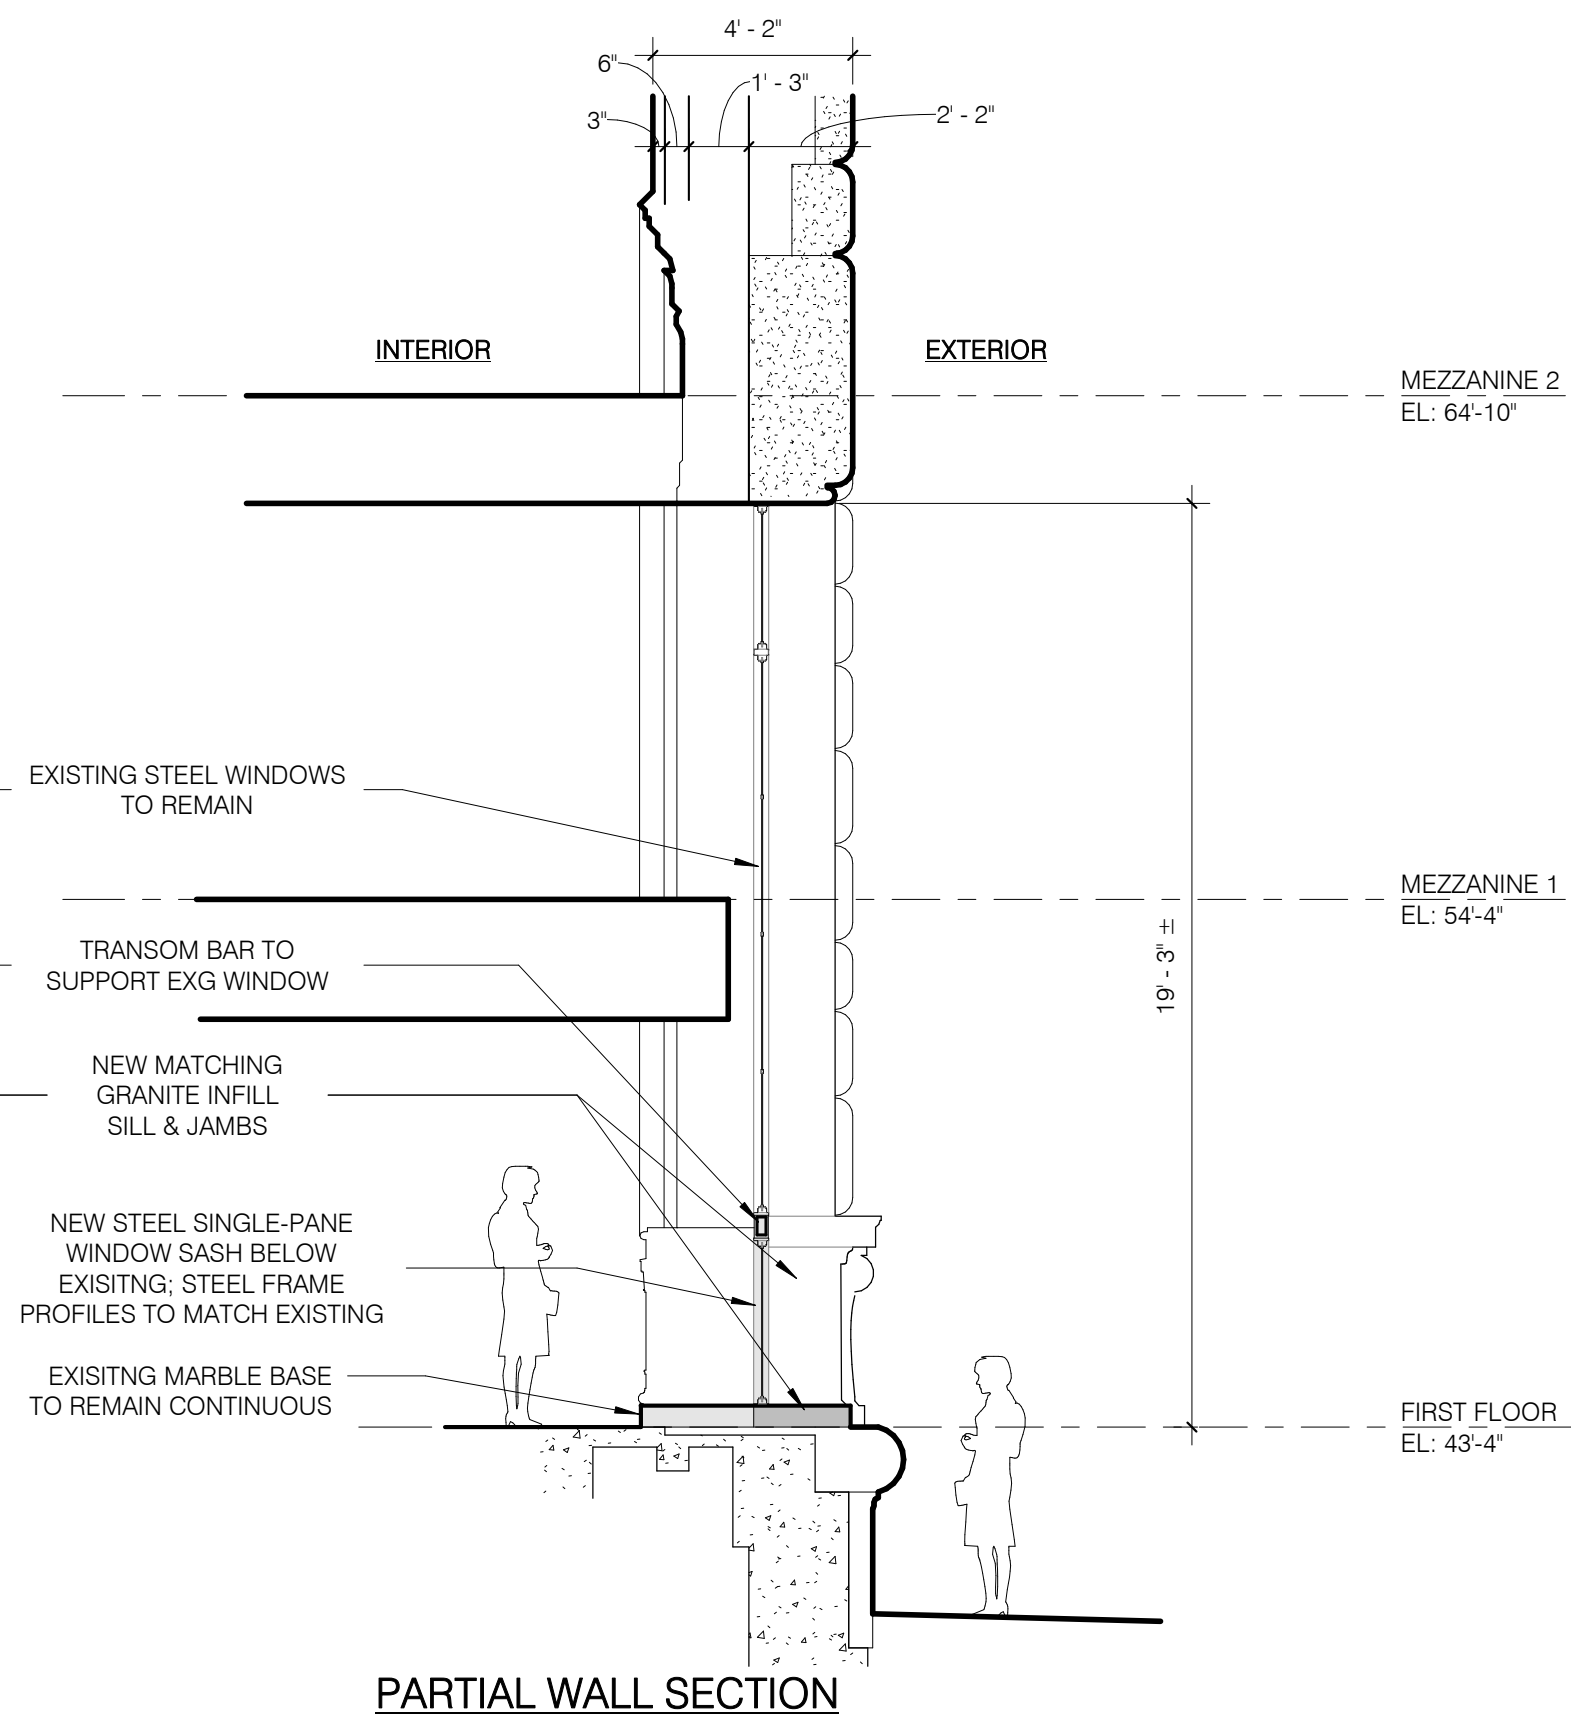 4' - 2"
6"
1' - 3"
3"
2' - 2"
INTERIOR
EXTERIOR
MEZZANINE 2
EL: 64'-10"
EXISTING STEEL WINDOWS
TO REMAIN
MEZZANINE 1
EL: 54'-4"
19' - 3" ±
TRANSOM BAR TO
SUPPORT EXG WINDOW
NEW MATCHING
GRANITE INFILL
SILL & JAMBS
NEW STEEL SINGLE-PANE
WINDOW SASH BELOW
EXISITNG; STEEL FRAME
PROFILES TO MATCH EXISTING
EXISITNG MARBLE BASE
TO REMAIN CONTINUOUS
FIRST FLOOR
EL: 43'-4"
PARTIAL WALL SECTION